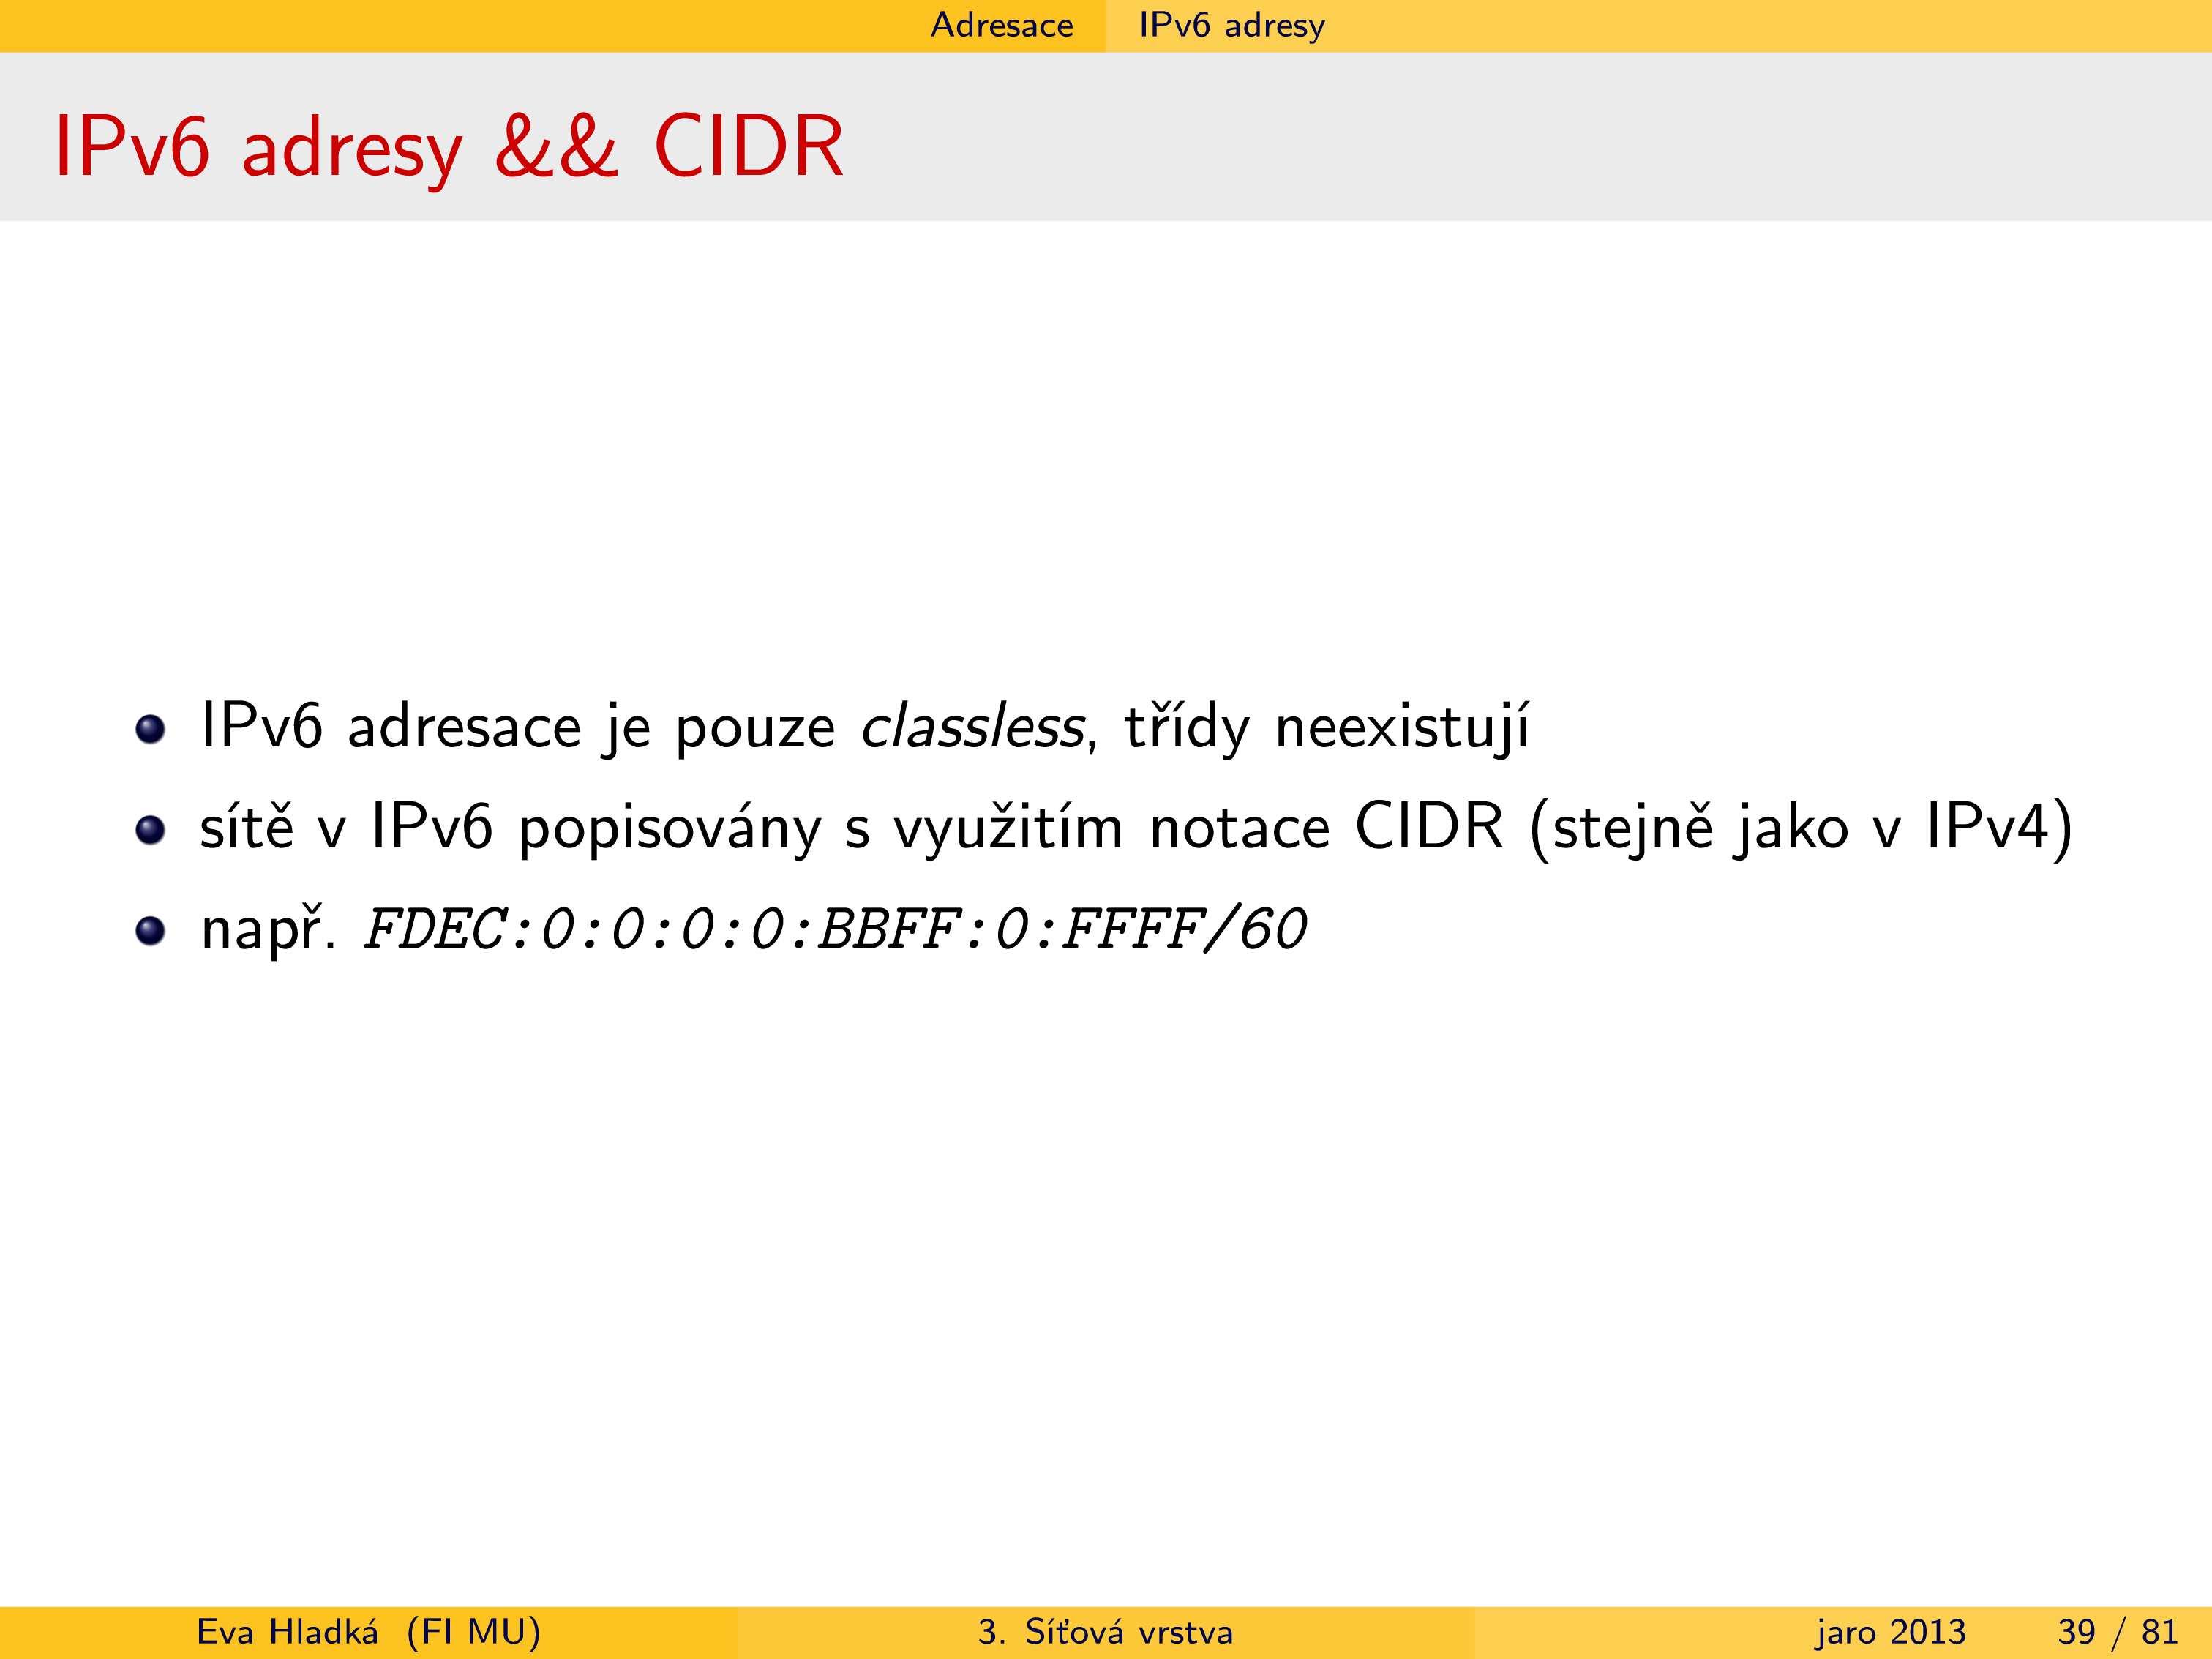 Adresace IPv6 adresy
IPv6 adresy && CIDR
IPv6 adresace je pouze classless, třídy neexistují
sítě v IPv6 popisovány s využitím notace CIDR (stejně jako v IPv4)
např. FDEC:0:0:0:0:BBFF:0:FFFF/60
Eva Hladká (FI MU) 3. Síťová vrstva jaro 2013 39 / 81